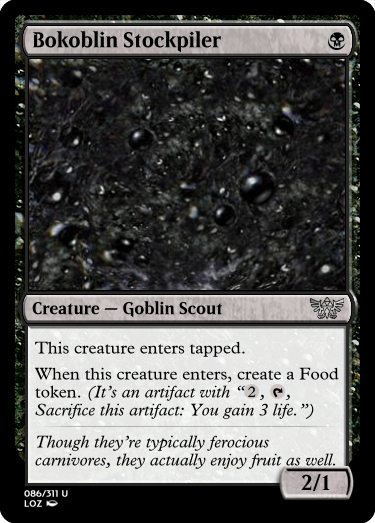 Bokoblin Stockpiler
Creature — Goblin Scout
This creature enters tapped.
When this creature enters, create a Food
token. (It's an artifact with “2, T,
Sacrifice this artifact: You gain 3 life.”)
Though they're typically ferocious
carnivores, they actually enjoy fruit as well.
2/1
086/311 U
LOZ